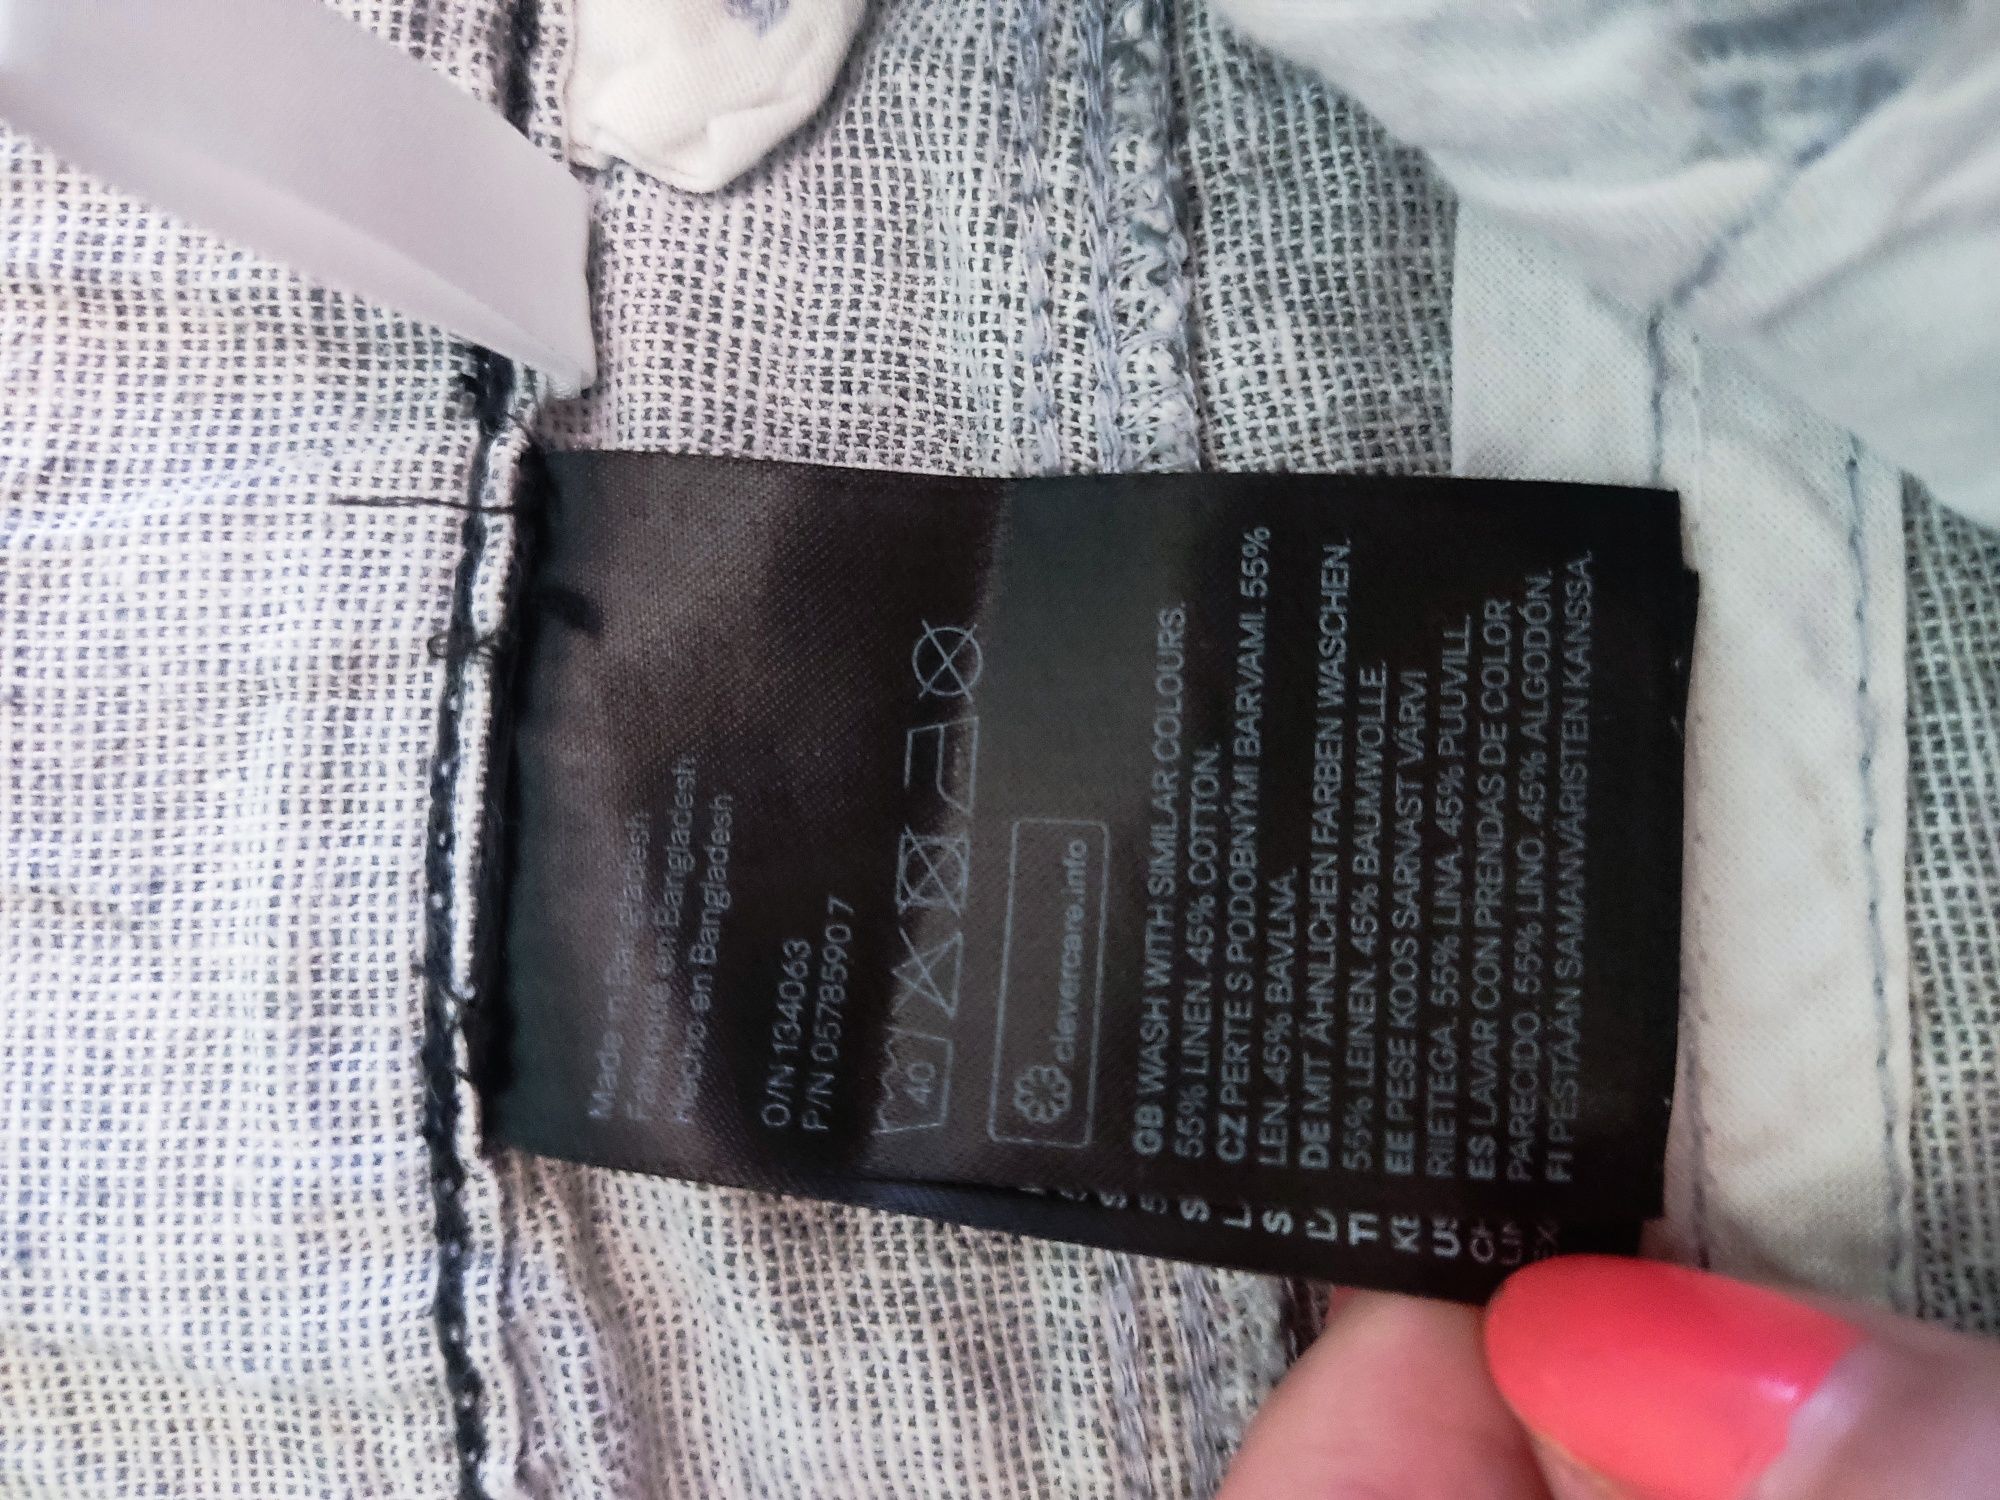 Made in Bangladesh
Fabriqué en Bangladesh
Hecho en Bangladesh
O/N 134063
P/N 0578590 7
40
clevercare.info
GB WASH WITH SIMILAR COLOURS.
55% LINEN. 45% COTTON.
CZ PERTE S PODOBNÝMI BARVAMI. 55%
LEN. 45% BAVLNA.
DE MIT ÄHNLICHEN FARBEN WASCHEN.
55% LEINEN. 45% BAUMWOLLE.
EE PESE KOOS SARNAST VÄRVI
RIIETEGA. 55% LINA. 45% PUUVILL.
ES LAVAR CON PRENDAS DE COLOR
PARECIDO. 55% LINO. 45% ALGODÓN.
FI PESTÄÄN SAMANVÄRISTEN KANSSA.